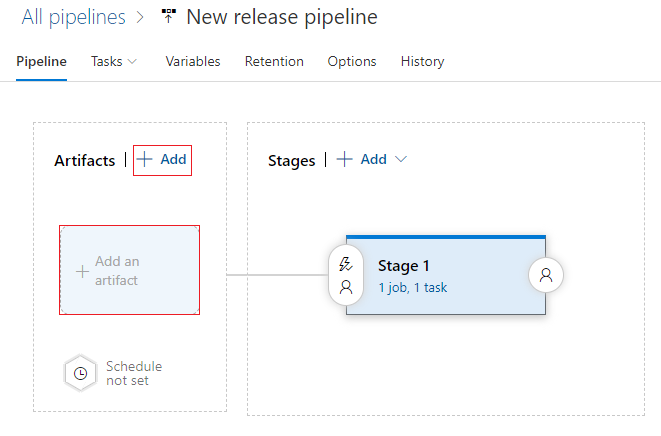 All pipelines > New release pipeline
Pipeline Tasks Variables Retention Options History
Artifacts | + Add
Stages | + Add
+ Add an
artifact
Schedule
not set
Stage 1
1 job, 1 task